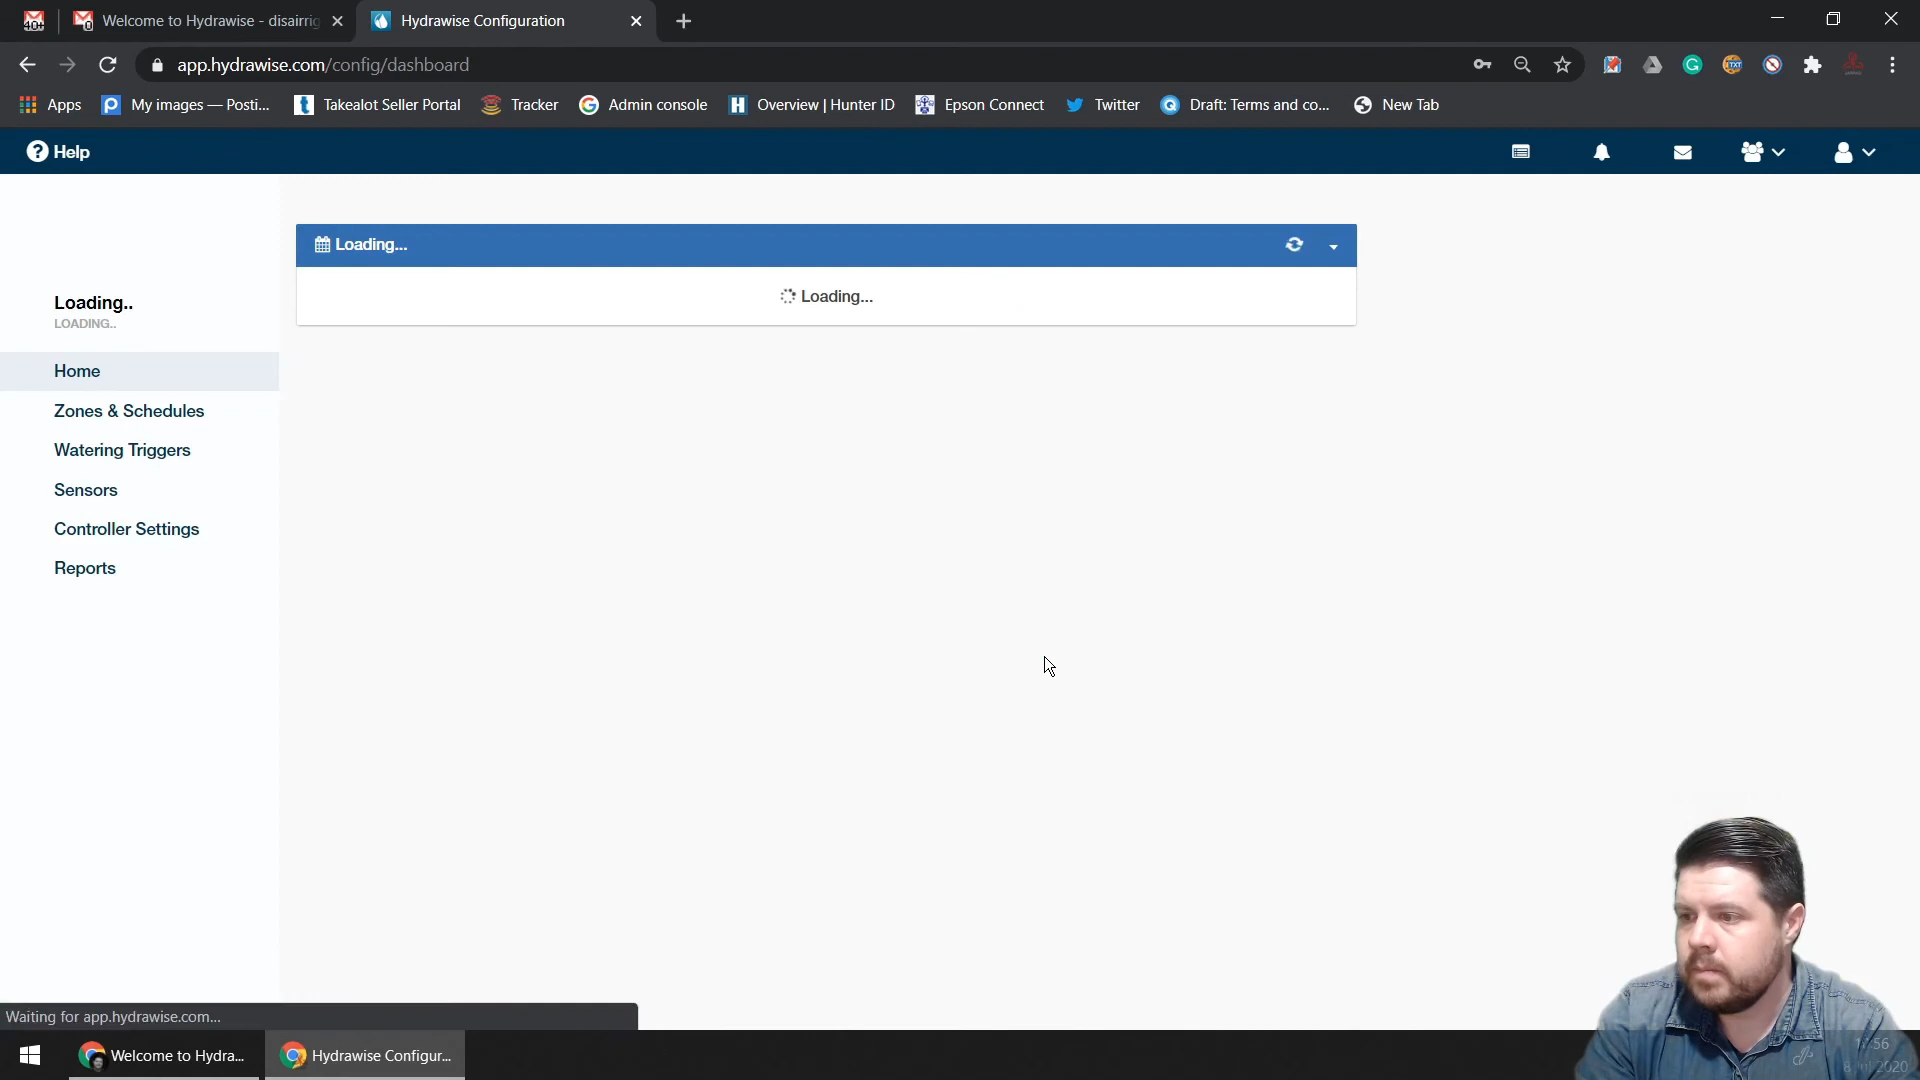 40+ Welcome to Hydrawise - disairrig Hydrawise Configuration
app.hydrawise.com/config/dashboard
Apps My images — Posti... Takealot Seller Portal Tracker Admin console Overview | Hunter ID Epson Connect Twitter Draft: Terms and co... New Tab
Help
Loading...
Loading...
Loading..
LOADING..
Home
Zones & Schedules
Watering Triggers
Sensors
Controller Settings
Reports
Waiting for app.hydrawise.com...
Welcome to Hydra... Hydrawise Configur...
2020